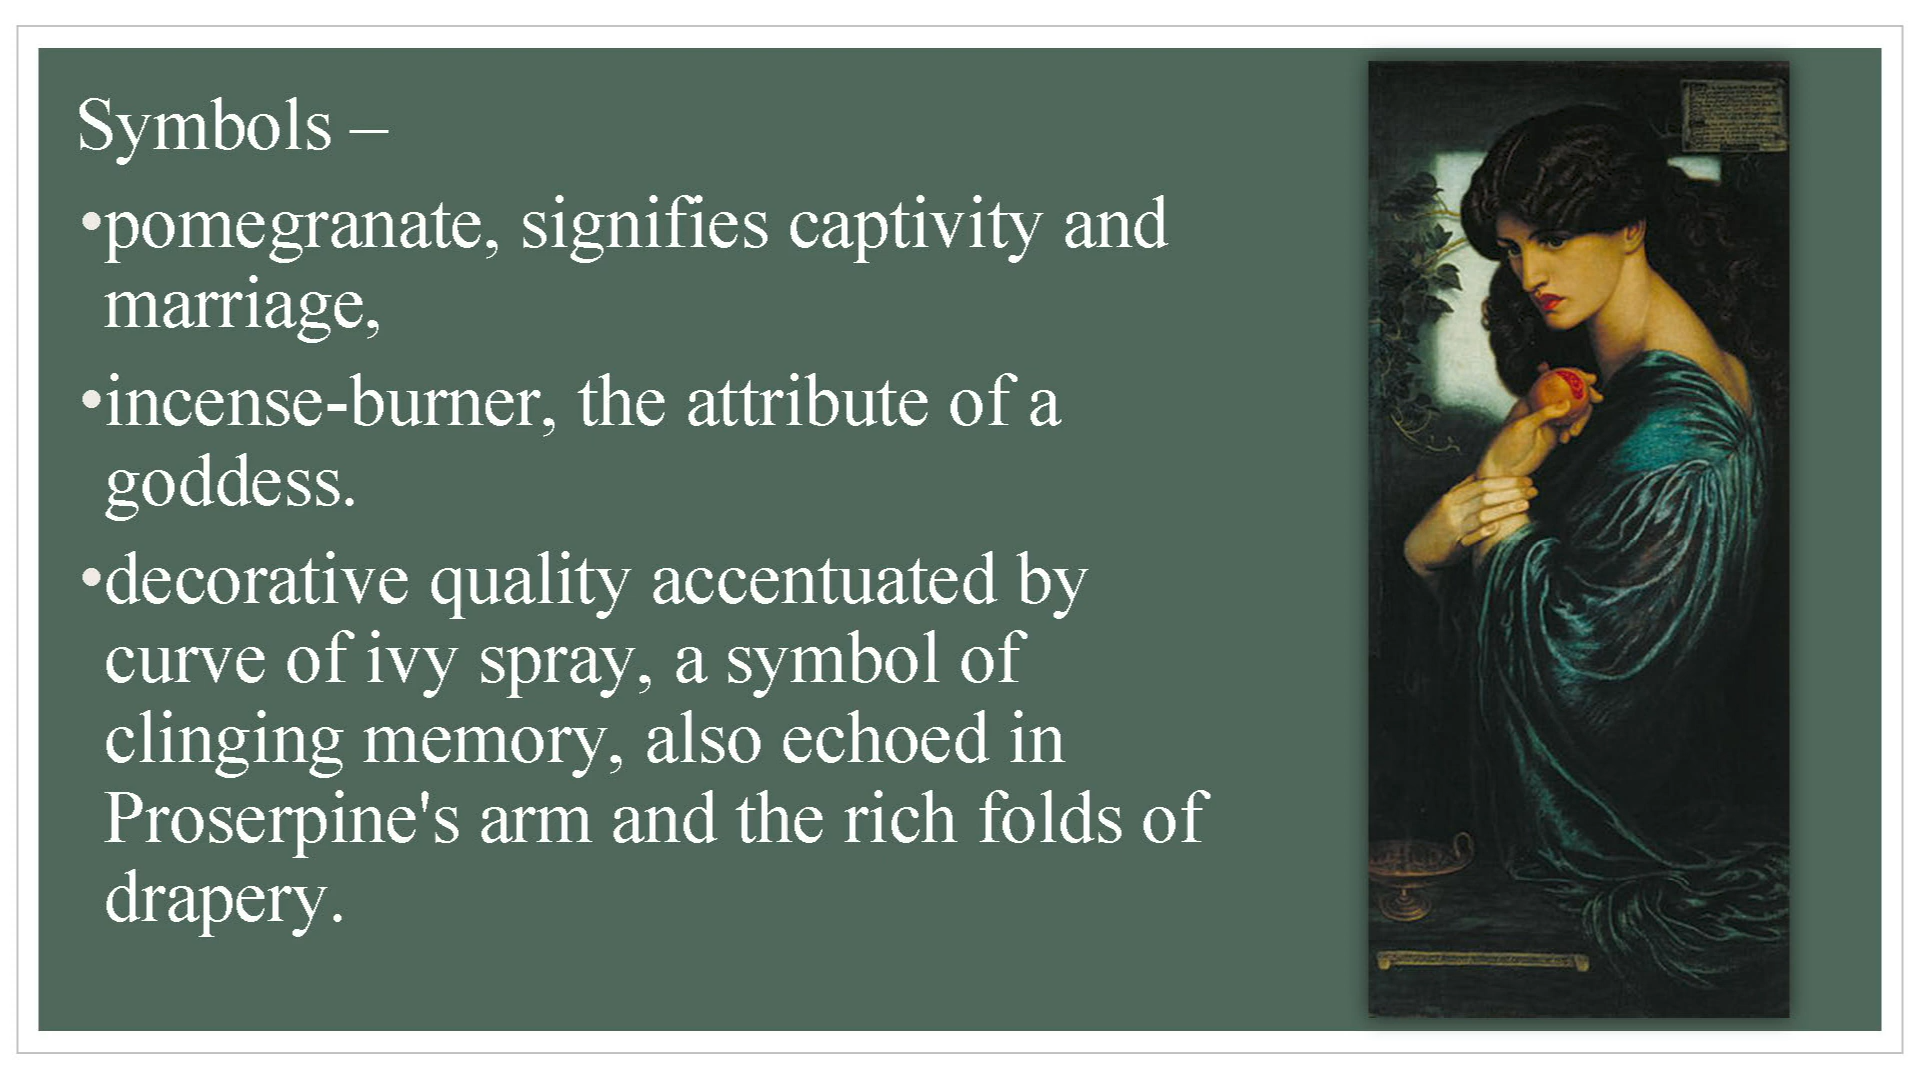 Symbols –
•pomegranate, signifies captivity and
marriage,
•incense-burner, the attribute of a
goddess.
•decorative quality accentuated by
curve of ivy spray, a symbol of
clinging memory, also echoed in
Proserpine's arm and the rich folds of
drapery.